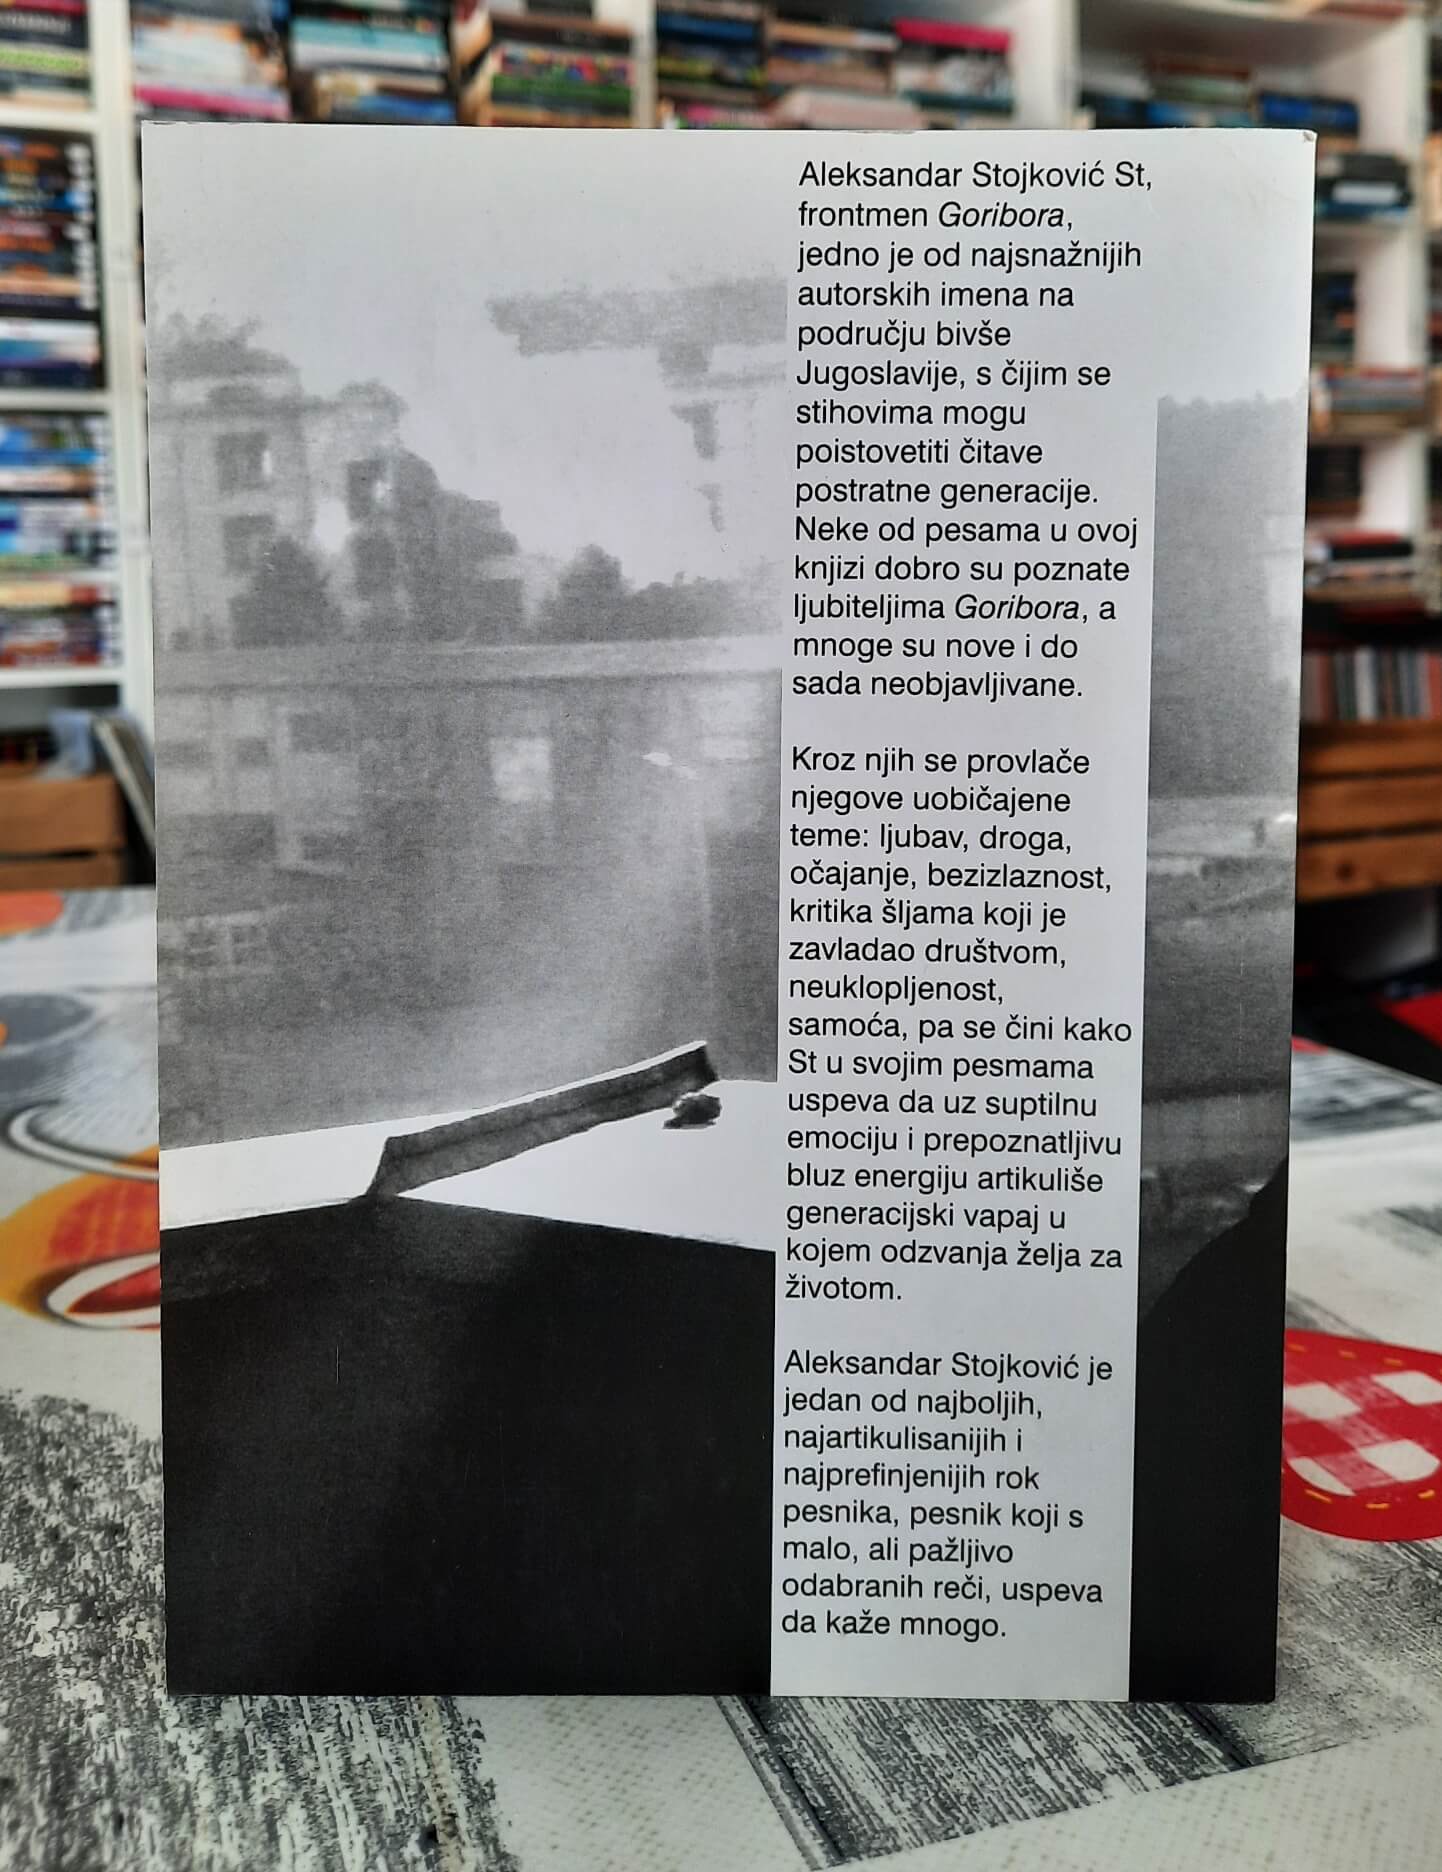 Aleksandar Stojković St,
frontmen Goribora,
jedno je od najsnažnijih
autorskih imena na
području bivše
Jugoslavije, s čijim se
stihovima mogu
poistovetiti čitave
postratne generacije.
Neke od pesama u ovoj
knjizi dobro su poznate
ljubiteljima Goribora, a
mnoge su nove i do
sada neobjavljivane.
Kroz njih se provlače
njegove uobičajene
teme: ljubav, droga,
očajanje, bezizlaznost,
kritika šljama koji je
zavladao društvom,
neuklopljenost,
samoća, pa se čini kako
St u svojim pesmama
uspeva da uz suptilnu
emociju i prepoznatljivu
bluz energiju artikuliše
generacijski vapaj u
kojem odzvanja želja za
životom.
Aleksandar Stojković je
jedan od najboljih,
najartikulisanijih i
najprefinjenijih rok
pesnika, pesnik koji s
malo, ali pažljivo
odabranih reči, uspeva
da kaže mnogo.